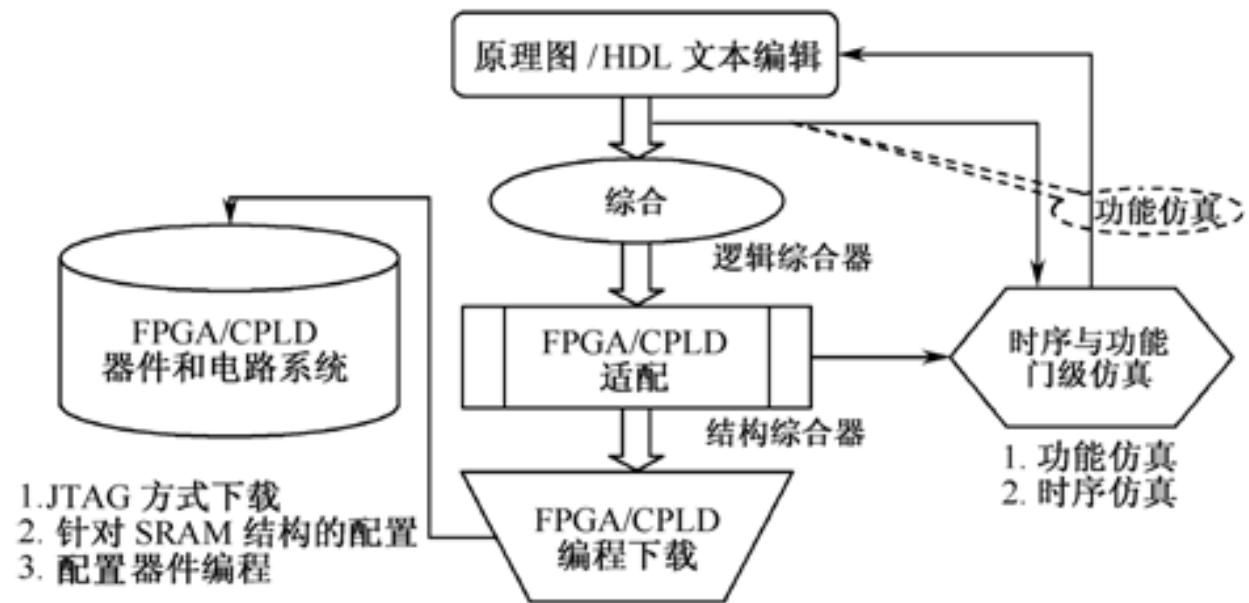 原理图/HDL 文本编辑
综合
功能仿真
逻辑综合器
FPGA/CPLD
器件和电路系统
FPGA/CPLD
适配
时序与功能
门级仿真
结构综合器
1. 功能仿真
2. 时序仿真
1.JTAG 方式下载
2. 针对 SRAM 结构的配置
3. 配置器件编程
FPGA/CPLD
编程下载